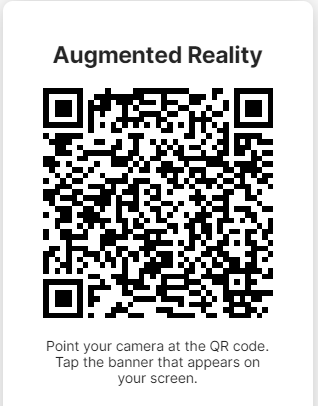 Augmented Reality
Point your camera at the QR code.
Tap the banner that appears on
your screen.